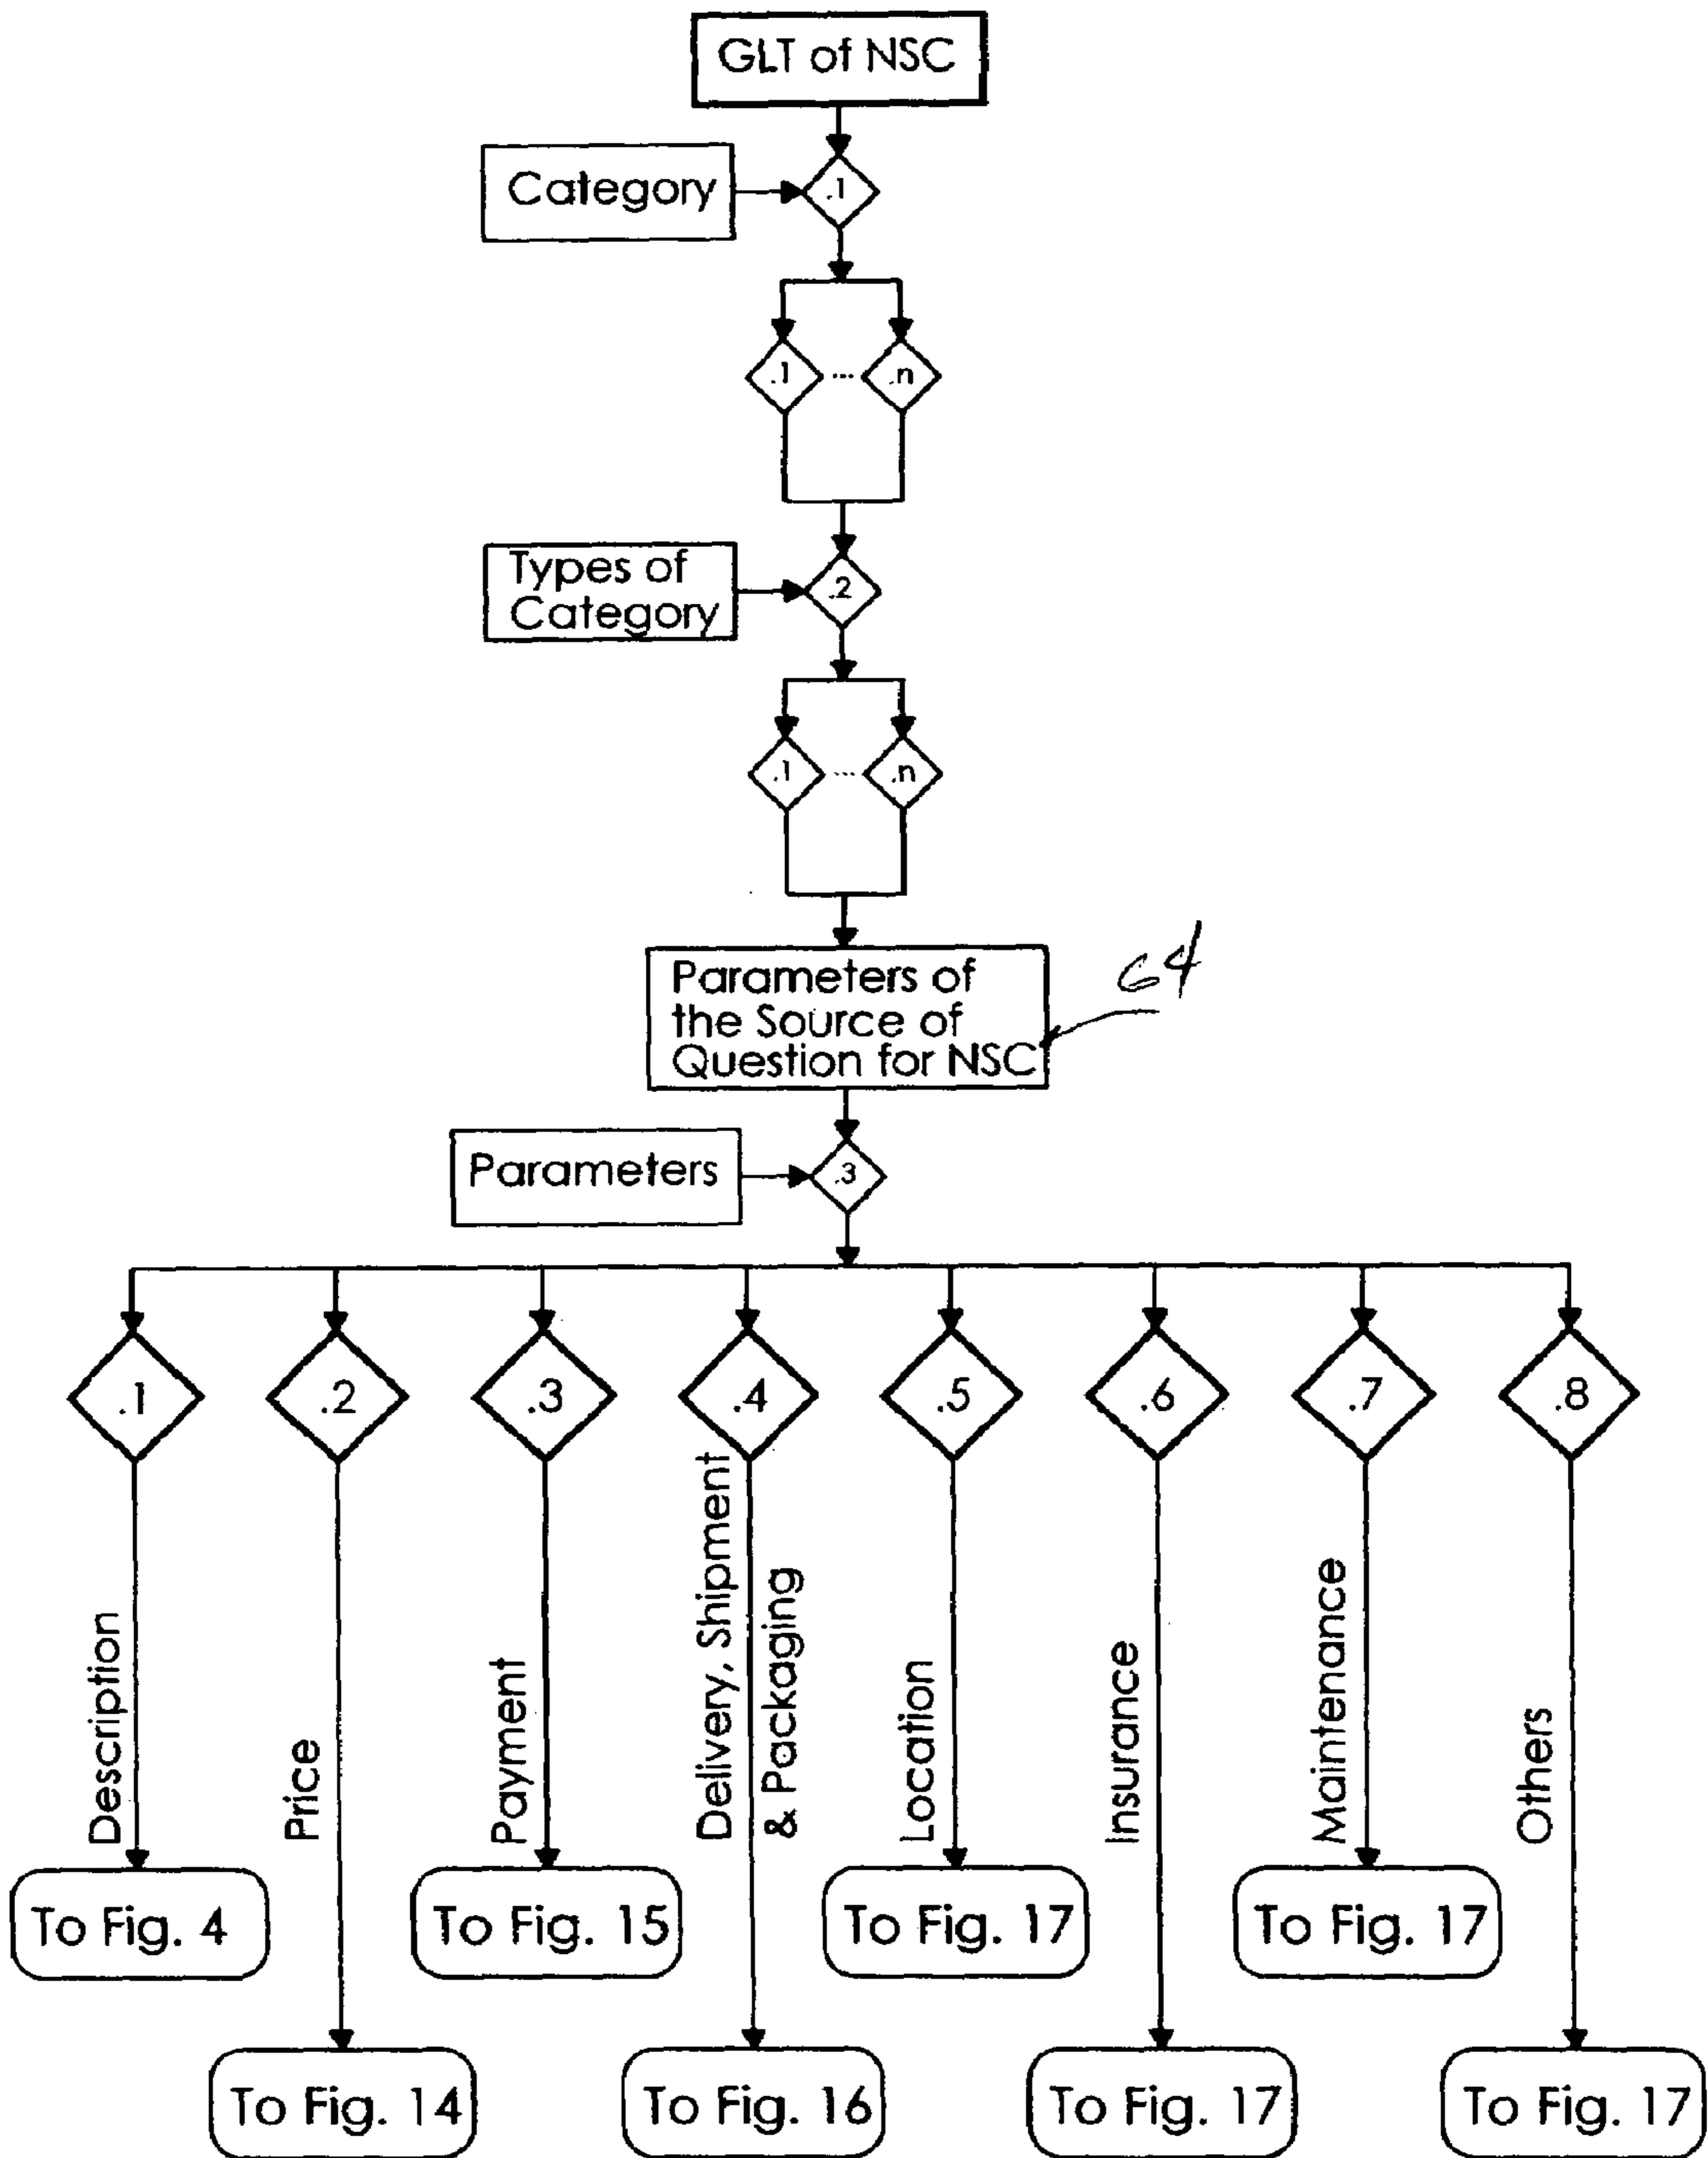 GLT of NSC
Category
.1
.1 ... .n
Types of
Category
.2
.1 ... .n
Parameters of
the Source of
Question for NSC
64
Parameters
.3
.1 .2 .3 .4 .5 .6 .7 .8
Description
Price
Payment
Delivery, Shipment
& Packaging
Location
Insurance
Maintenance
Others
To Fig. 4
To Fig. 15
To Fig. 17
To Fig. 17
To Fig. 14
To Fig. 16
To Fig. 17
To Fig. 17